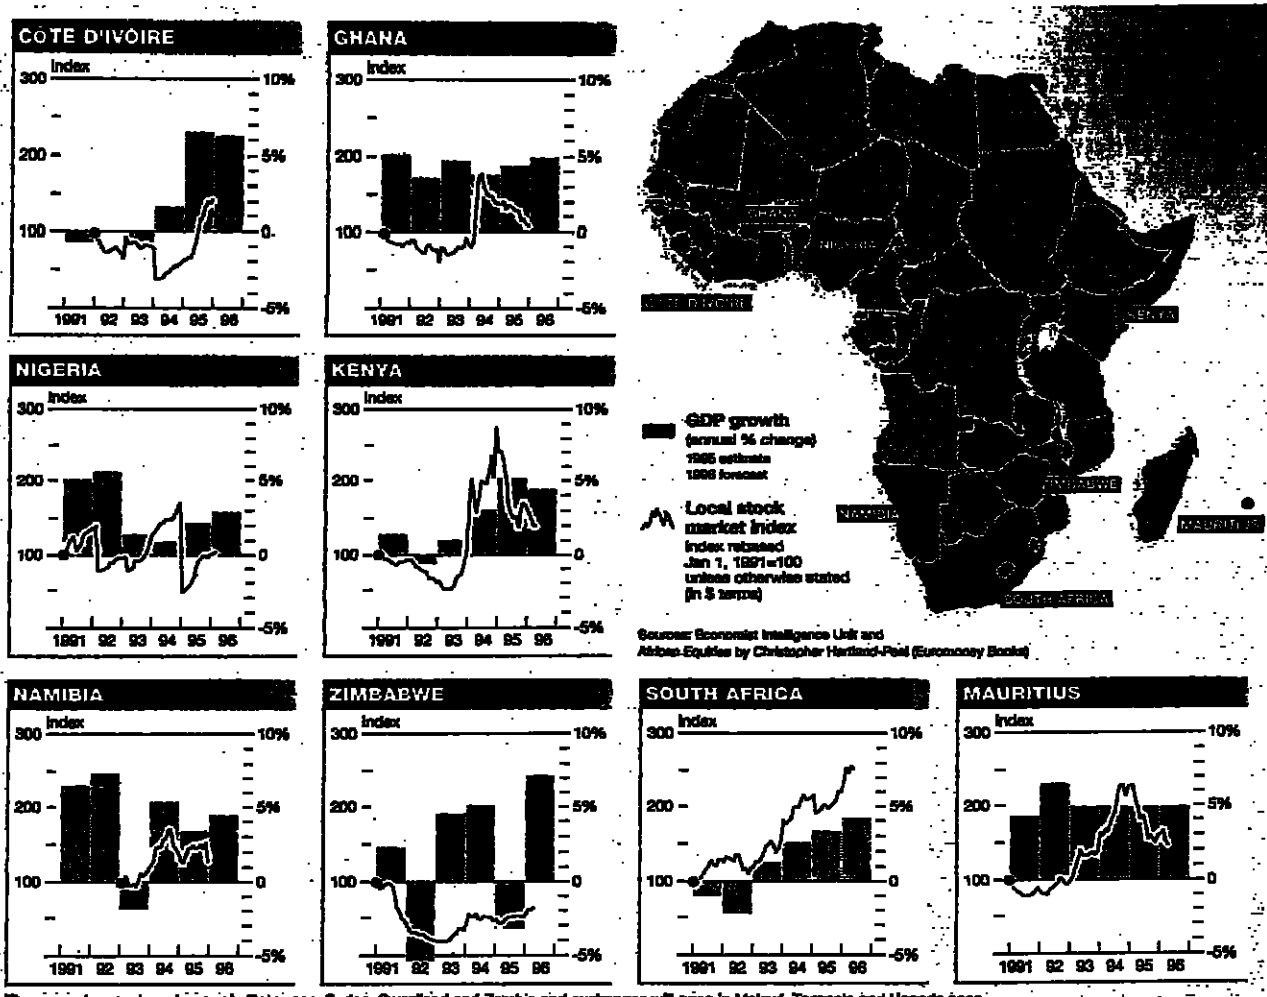 CÔTE D'IVOIRE
Index
300
10%
200
5%
100
0
-5%
1991 92 93 94 95 96
GHANA
Index
300
10%
200
5%
100
0
-5%
1991 92 93 94 95 96
NIGERIA
Index
300
10%
200
5%
100
0
-5%
1991 92 93 94 95 96
KENYA
Index
300
10%
200
5%
100
0
-5%
1991 92 93 94 95 96
GHANA
NIGERIA
KENYA
ZIMBABWE
NAMIBIA
MAURITIUS
SOUTH AFRICA
GDP growth
(annual % change)
1995 estimate
1996 forecast
Local stock
market index
Index rebased
Jan 1, 1991=100
unless otherwise stated
(in $ terms)
Sources: Economist Intelligence Unit and
African Equities by Christopher Hartland-Peel (Euromoney Books)
NAMIBIA
Index
300
10%
200
5%
100
0
-5%
1991 92 93 94 95 96
ZIMBABWE
Index
300
10%
200
5%
100
0
-5%
1991 92 93 94 95 96
SOUTH AFRICA
Index
300
10%
200
5%
100
0
-5%
1991 92 93 94 95 96
MAURITIUS
Index
300
10%
200
5%
100
0
-5%
1991 92 93 94 95 96